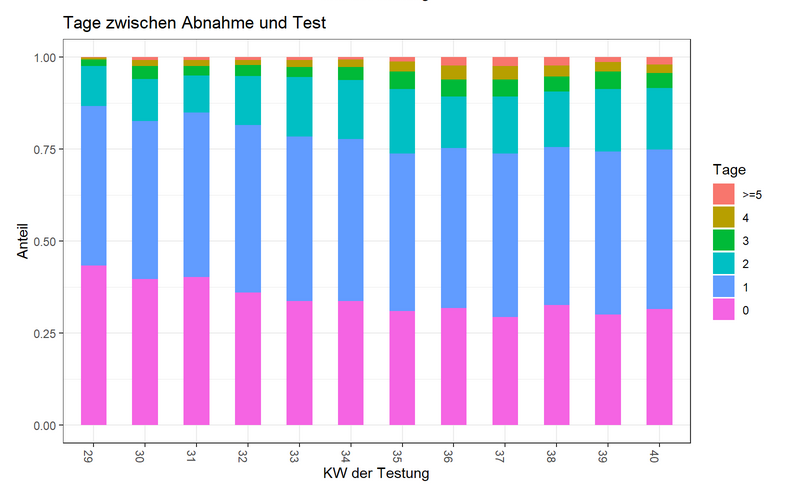 Tage zwischen Abnahme und Test
1.00
0.75
0.50
0.25
0.00
Anteil
29 30 31 32 33 34 35 36 37 38 39 40
KW der Testung
Tage
>=5
4
3
2
1
0